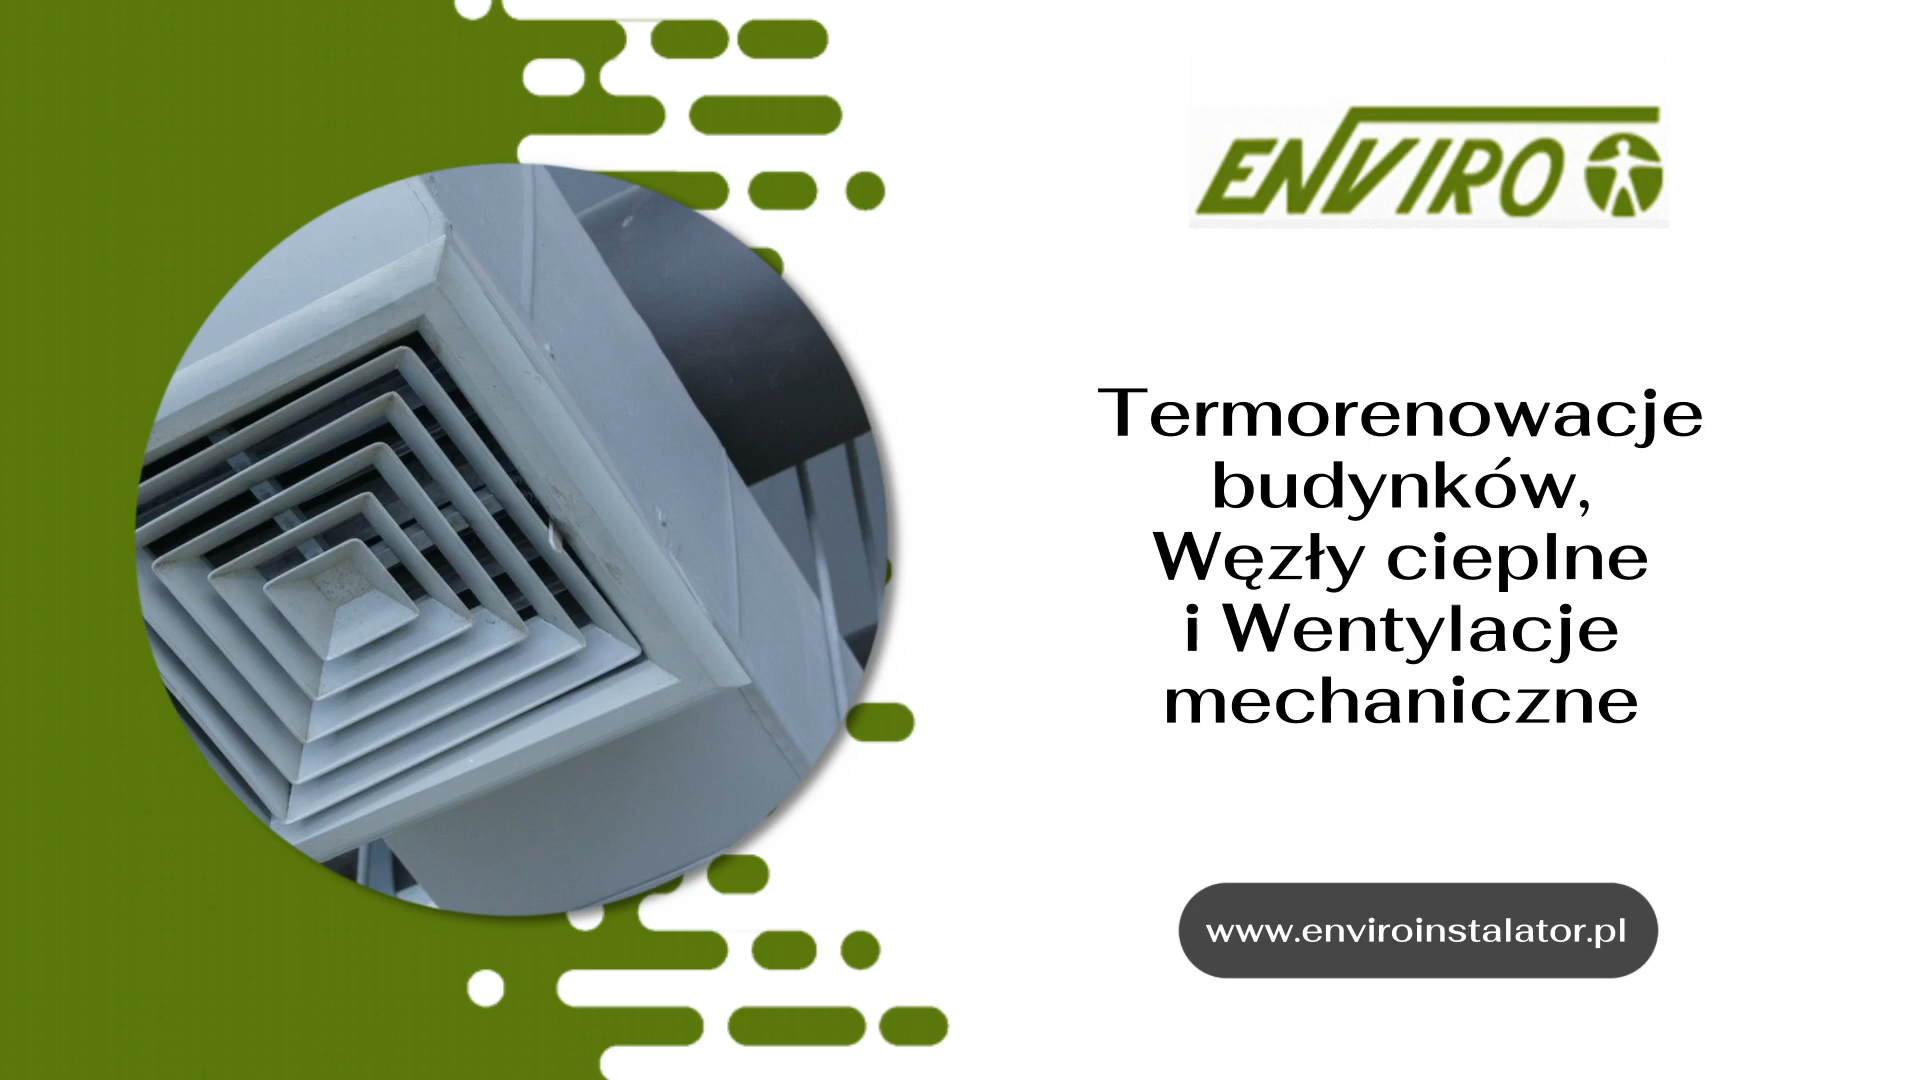 ENVIRO
Termorenowacje
budynków,
Węzły cieplne
i Wentylacje
mechaniczne
www.enviroinstalator.pl